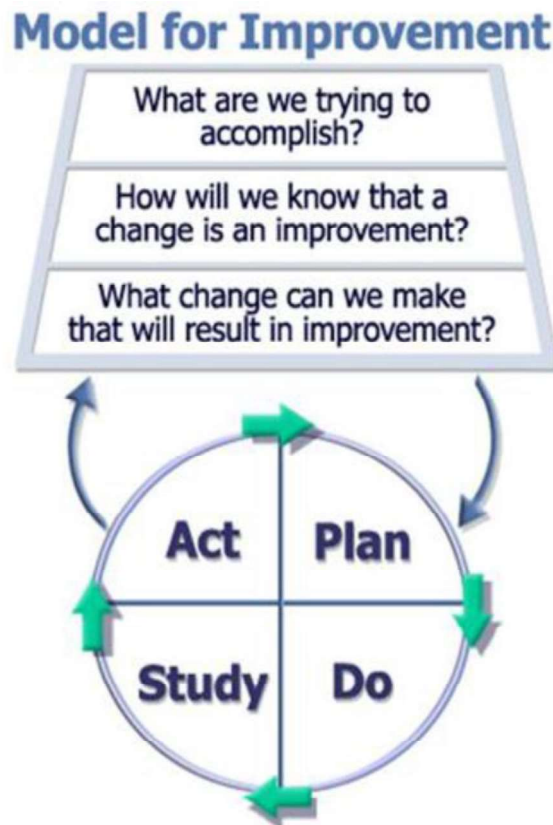 Model for Improvement
What are we trying to
accomplish?
How will we know that a
change is an improvement?
What change can we make
that will result in improvement?
Act
Plan
Study
Do